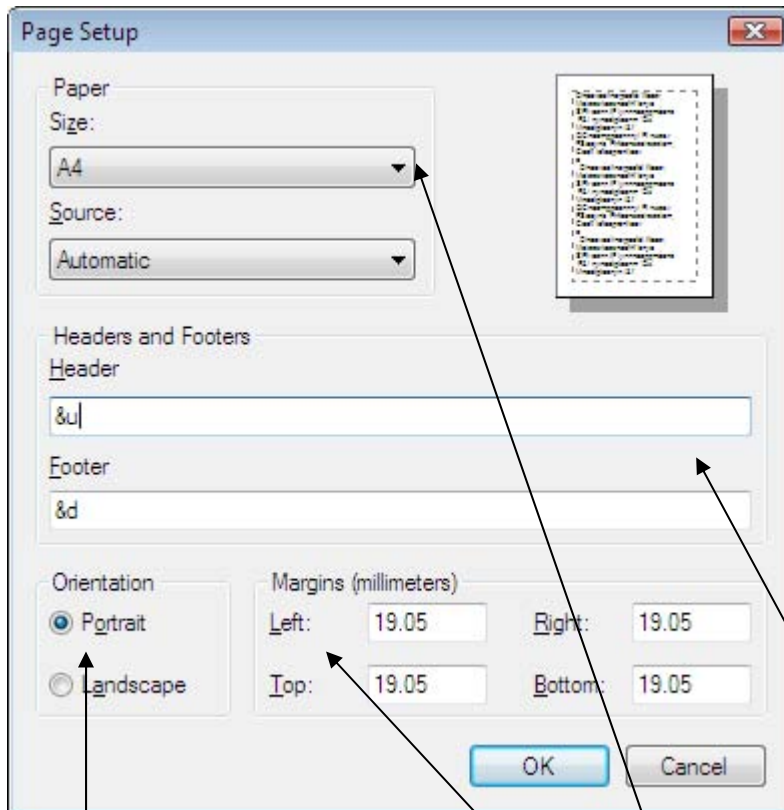 Page Setup
Paper
Size:
A4
Source:
Automatic
Headers and Footers
Header
&u
Footer
&d
Orientation
Portrait
Landscape
Margins (millimeters)
Left: 19.05 Right: 19.05
Top: 19.05 Bottom: 19.05
OK Cancel